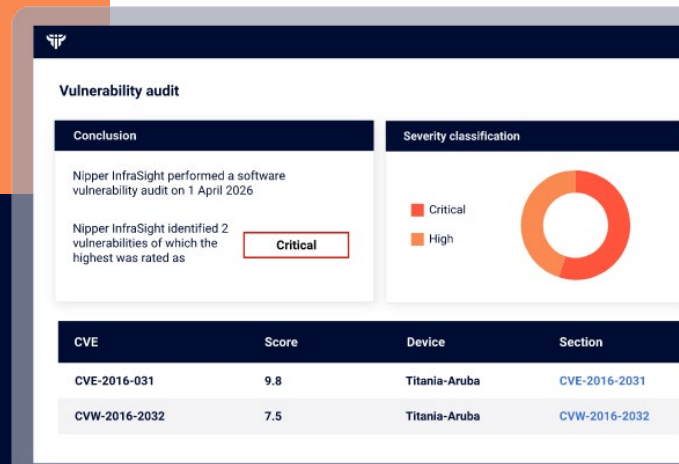 Vulnerability audit
Conclusion
Nipper InfraSight performed a software
vulnerability audit on 1 April 2026
Nipper InfraSight identified 2
vulnerabilities of which the
highest was rated as
Critical
Severity classification
Critical
High
CVE Score Device Section
CVE-2016-031 9.8 Titania-Aruba CVE-2016-2031
CVW-2016-2032 7.5 Titania-Aruba CVW-2016-2032